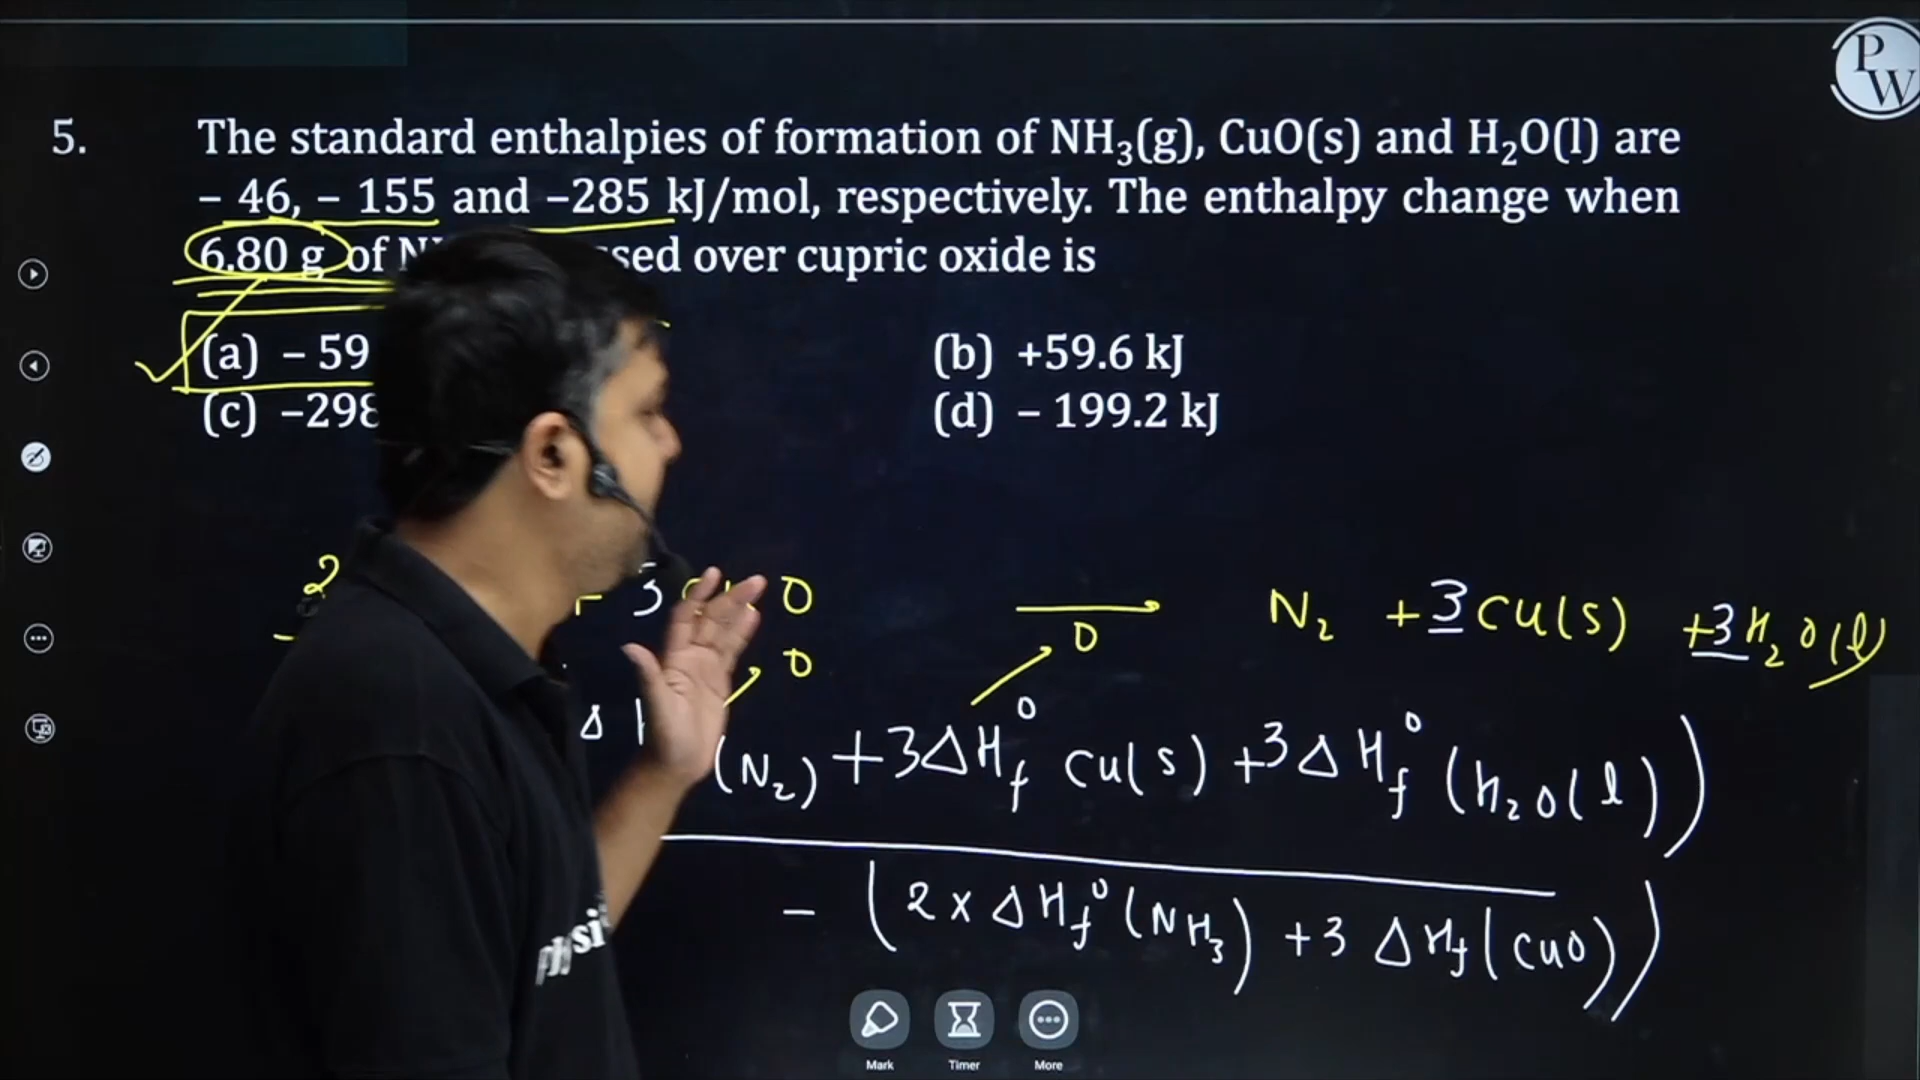 PW
5. The standard enthalpies of formation of NH₃(g), CuO(s) and H₂O(l) are
– 46, – 155 and –285 kJ/mol, respectively. The enthalpy change when
6.80 g of over cupric oxide is
(a) – 59 (b) +59.6 kJ
(c) –298 (d) – 199.2 kJ
2 O → N₂ + 3Cu(s) + 3H₂O(l)
0 0
(N₂) + 3ΔH°f Cu(s) + 3ΔH°f (H₂O(l))
– (2 × ΔH°f (NH₃) + 3 ΔHf (CuO))
Mark Timer More